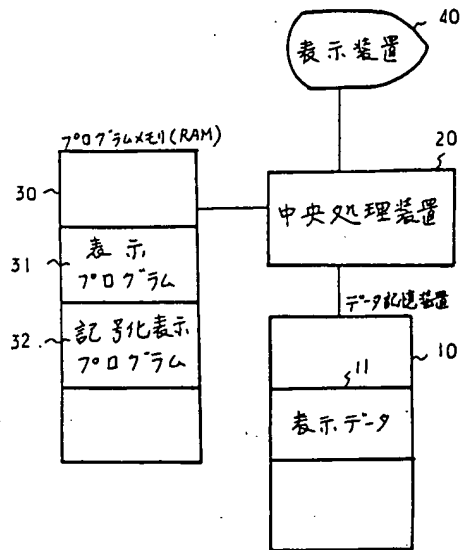 40
表示装置
20
プログラムメモリ(RAM)
30
中央処理装置
31
表示
プログラム
データ記憶装置
32
記号化表示
プログラム
10
11
表示データ